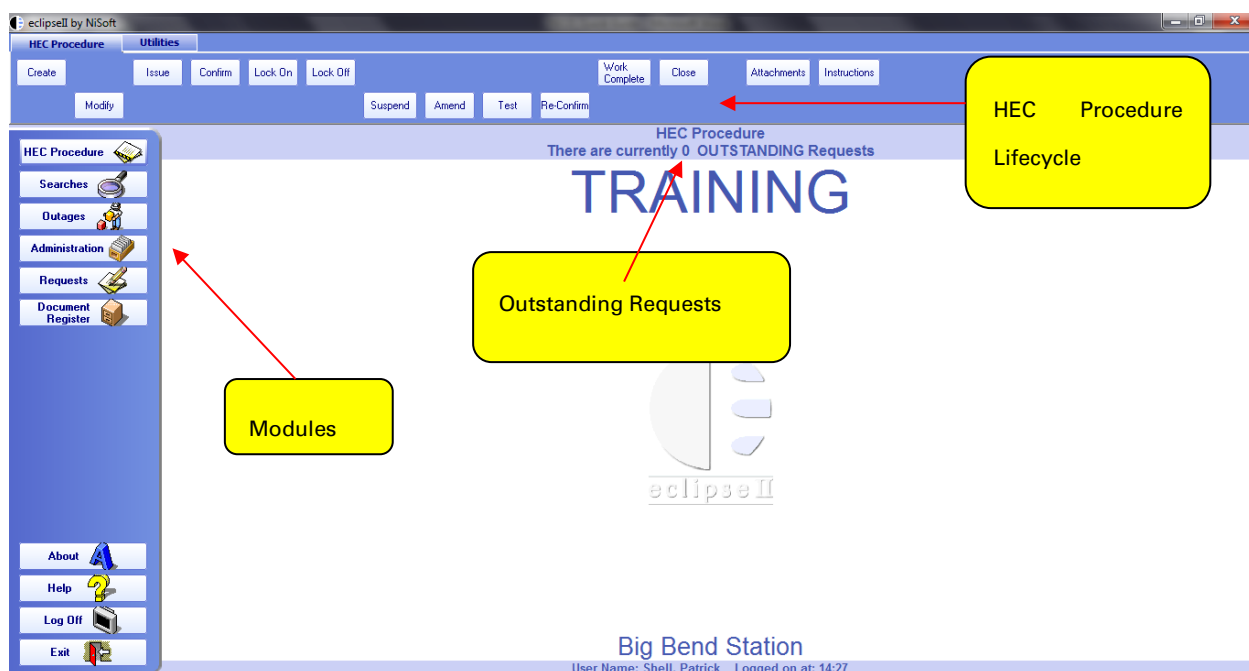 eclipseII by NiSoft
HEC Procedure Utilities
Create Issue Confirm Lock On Lock Off Work Complete Close Attachments Instructions
Modify Suspend Amend Test Re-Confirm
HEC Procedure
Lifecycle
HEC Procedure
There are currently 0 OUTSTANDING Requests
TRAINING
HEC Procedure
Searches
Outages
Administration
Requests
Document
Register
Outstanding Requests
Modules
eclipseII
About
Help
Log Off
Exit
Big Bend Station
User Name: Shell, Patrick Logged on at: 14:27